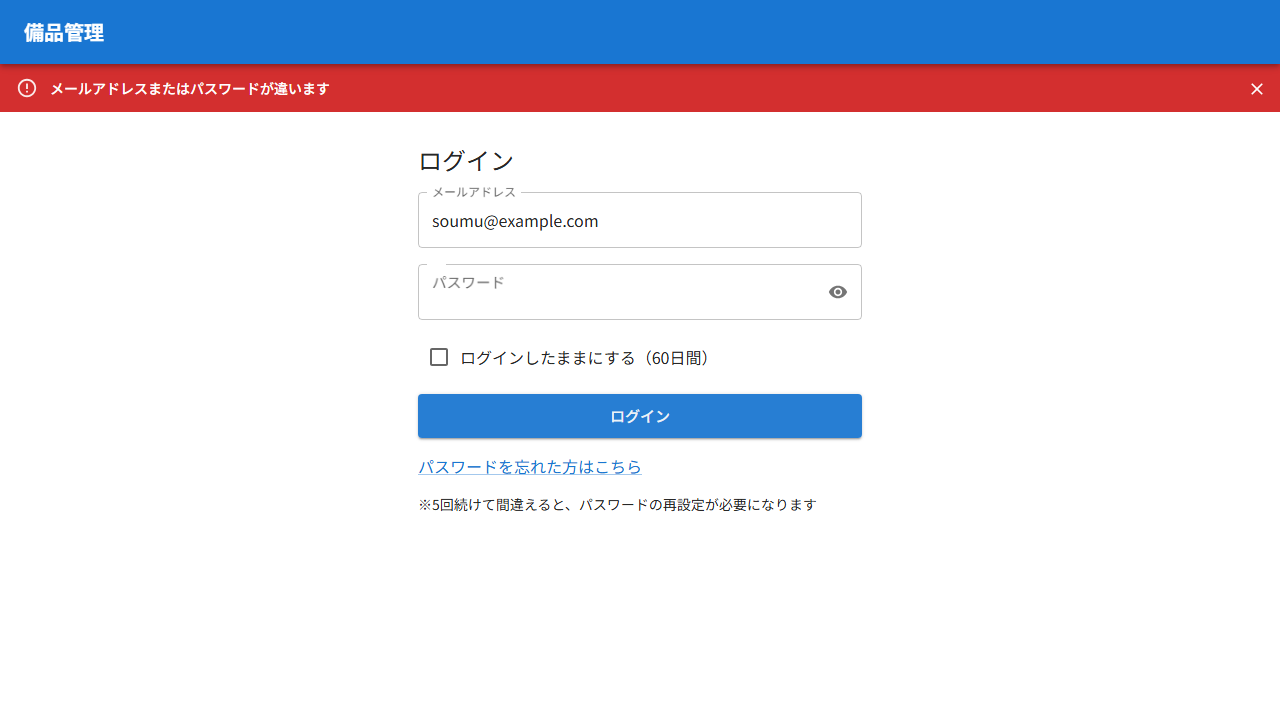 備品管理
メールアドレスまたはパスワードが違います
ログイン
メールアドレス
soumu@example.com
パスワード
ログインしたままにする（60日間）
ログイン
パスワードを忘れた方はこちら
※5回続けて間違えると、パスワードの再設定が必要になります